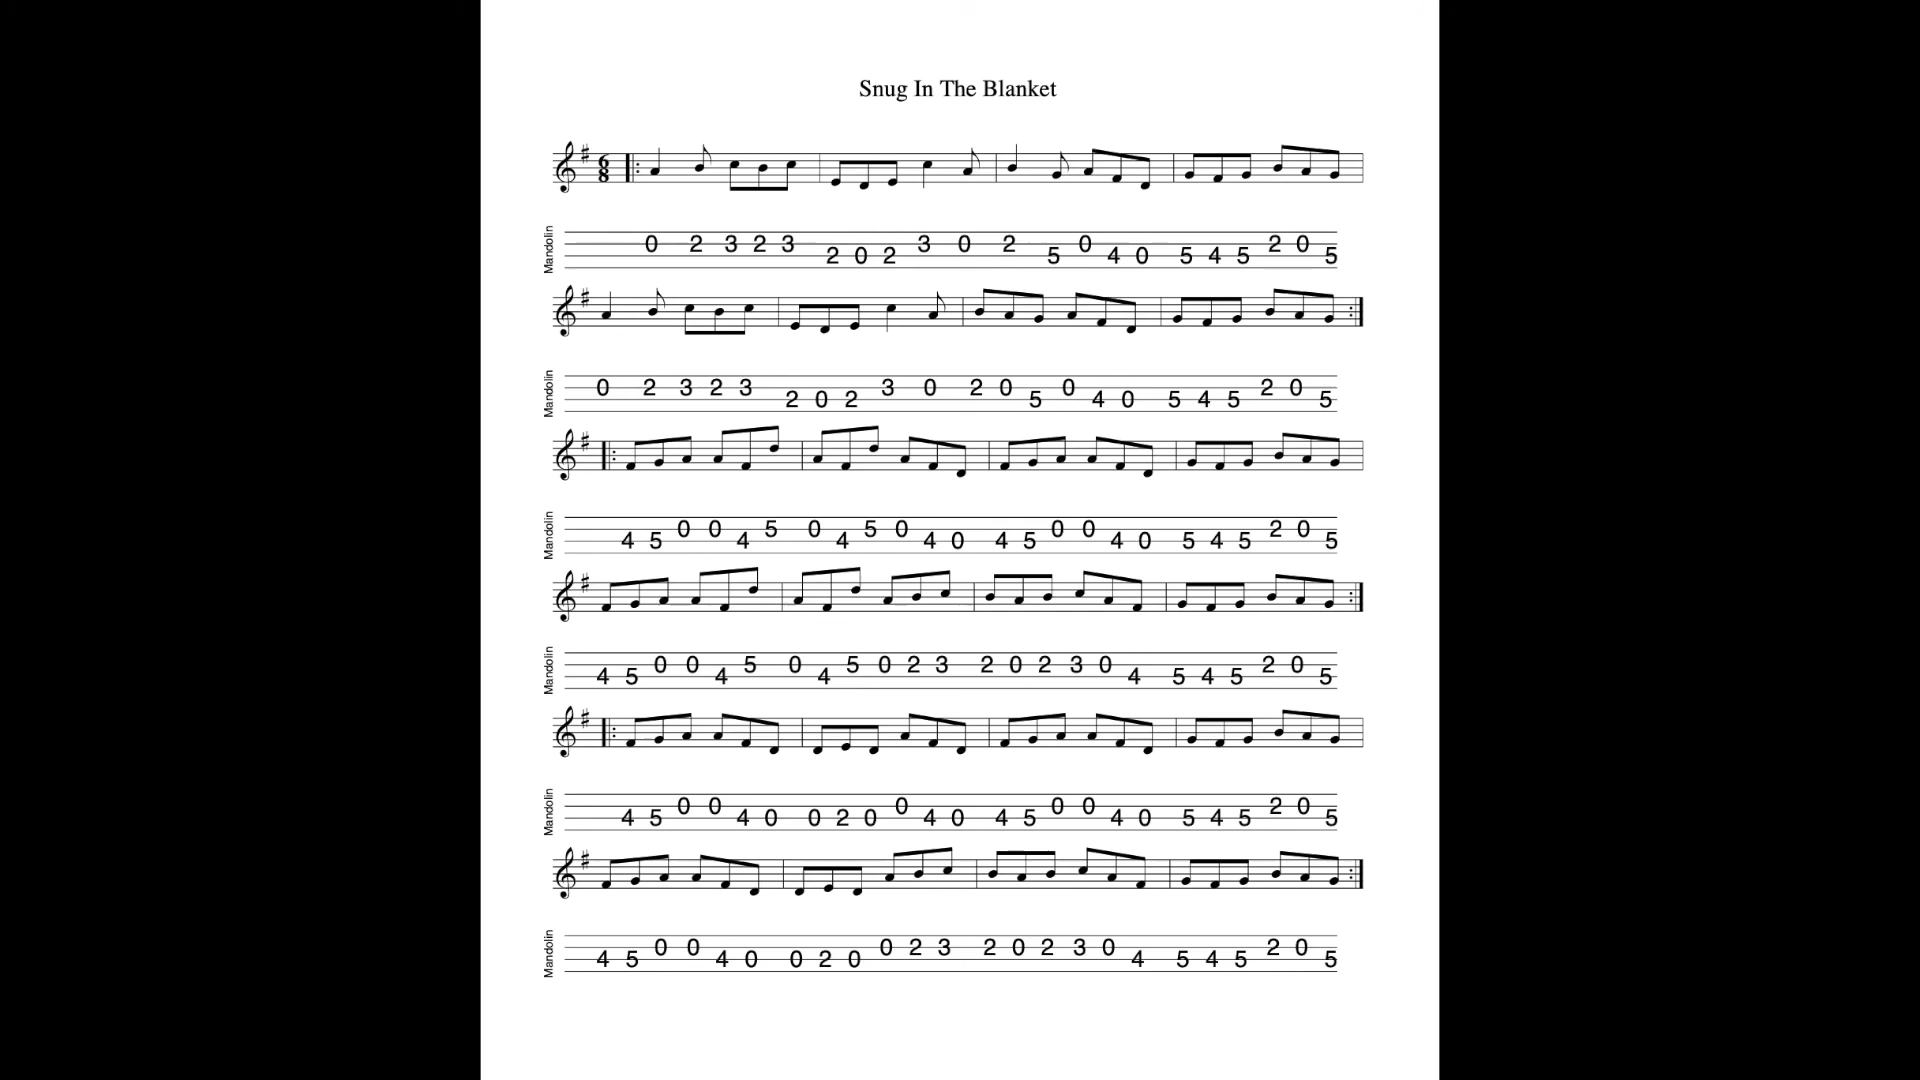 Snug In The Blanket
6
8
Mandolin 0 2 3 2 3 2 0 2 3 0 2 5 0 4 0 5 4 5 2 0 5
Mandolin 0 2 3 2 3 2 0 2 3 0 2 0 5 0 4 0 5 4 5 2 0 5
Mandolin 4 5 0 0 4 5 0 4 5 0 4 0 4 5 0 0 4 0 5 4 5 2 0 5
Mandolin 4 5 0 0 4 5 0 4 5 0 2 3 2 0 2 3 0 4 5 4 5 2 0 5
Mandolin 4 5 0 0 4 0 0 2 0 0 4 0 4 5 0 0 4 0 5 4 5 2 0 5
Mandolin 4 5 0 0 4 0 0 2 0 0 2 3 2 0 2 3 0 4 5 4 5 2 0 5